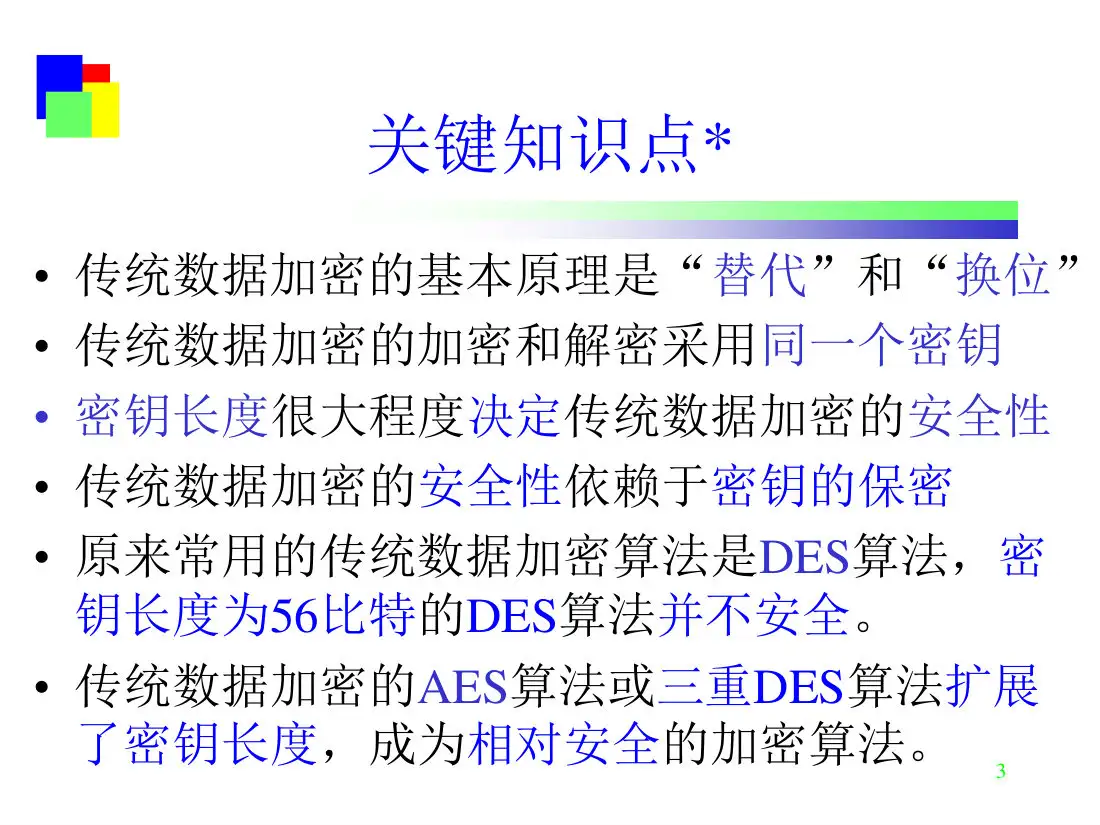 关键知识点*
• 传统数据加密的基本原理是“替代”和“换位”
• 传统数据加密的加密和解密采用同一个密钥
• 密钥长度很大程度决定传统数据加密的安全性
• 传统数据加密的安全性依赖于密钥的保密
• 原来常用的传统数据加密算法是DES算法，密
钥长度为56比特的DES算法并不安全。
• 传统数据加密的AES算法或三重DES算法扩展
了密钥长度，成为相对安全的加密算法。
3